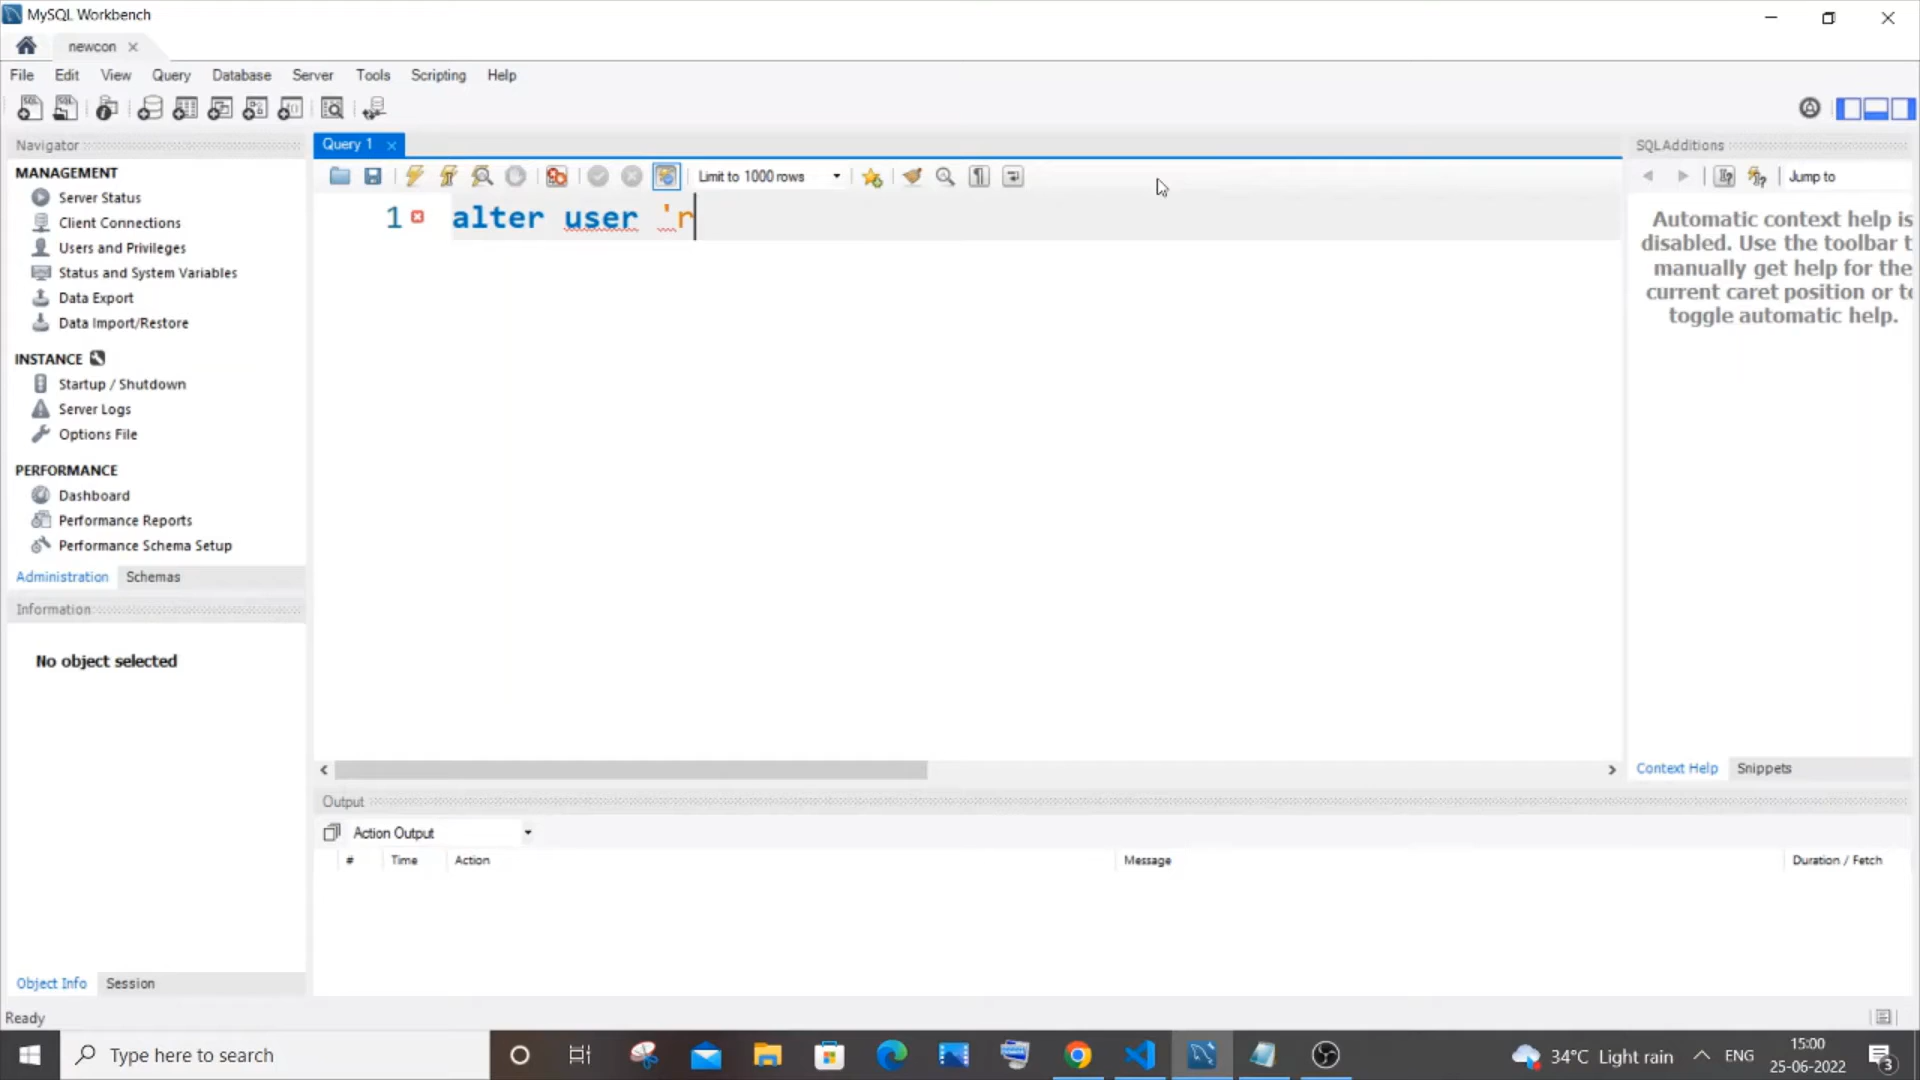 MySQL Workbench
newcon
File Edit View Query Database Server Tools Scripting Help
Navigator
MANAGEMENT
Server Status
Client Connections
Users and Privileges
Status and System Variables
Data Export
Data Import/Restore
INSTANCE
Startup / Shutdown
Server Logs
Options File
PERFORMANCE
Dashboard
Performance Reports
Performance Schema Setup
Administration Schemas
Information
No object selected
Object Info Session
Query 1
Limit to 1000 rows
1 alter user 'r
SQLAdditions
Jump to
Automatic context help is
disabled. Use the toolbar t
manually get help for the
current caret position or to
toggle automatic help.
Context Help Snippets
Output
Action Output
# Time Action Message Duration / Fetch
Ready
Type here to search
34°C Light rain
ENG
15:00
25-06-2022
3